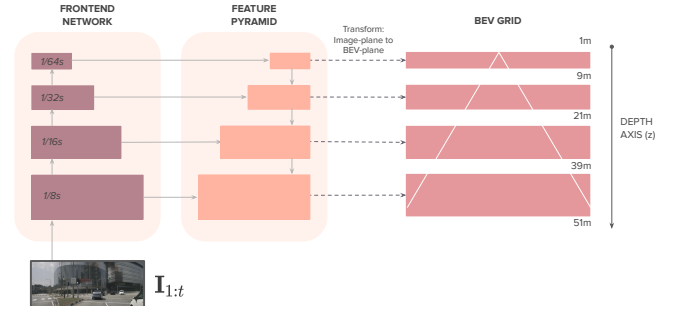 FRONTEND
NETWORK
FEATURE
PYRAMID
Transform:
Image-plane to
BEV-plane
BEV GRID
1/64s
1/32s
1/16s
1/8s
1m
9m
21m
39m
51m
DEPTH
AXIS (z)
I1:t